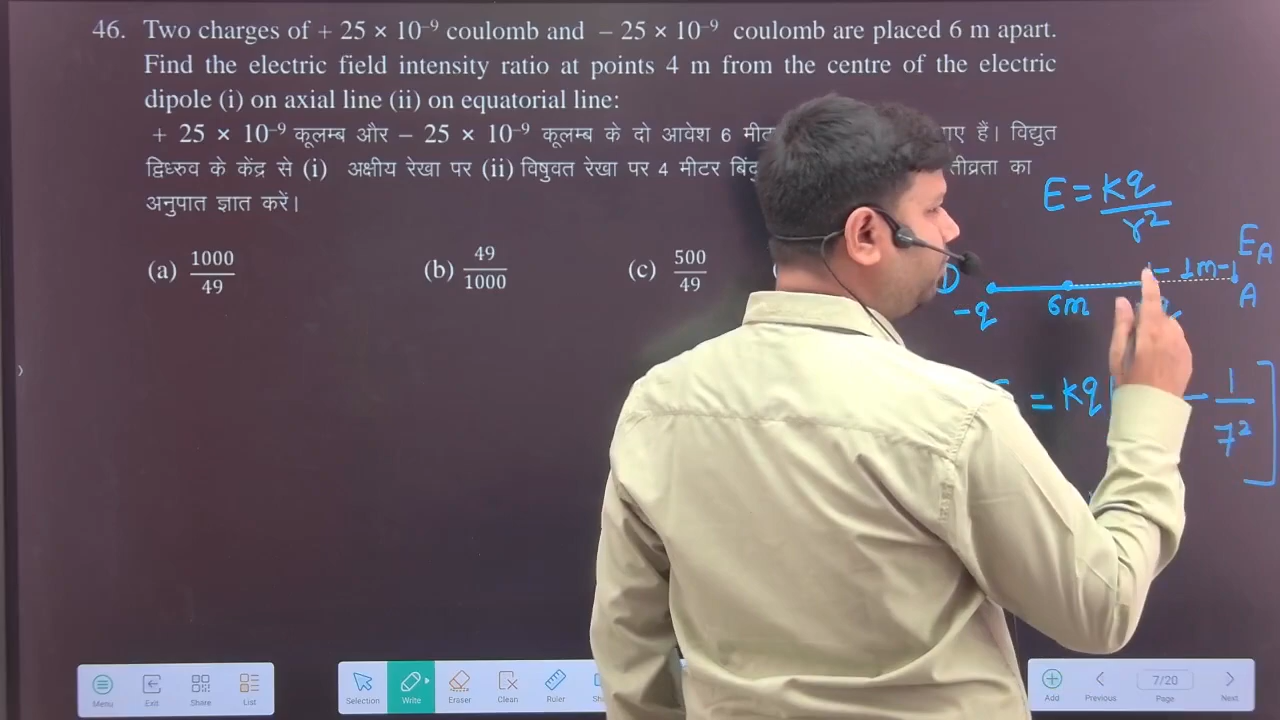 46. Two charges of + 25 × 10⁻⁹ coulomb and − 25 × 10⁻⁹ coulomb are placed 6 m apart.
Find the electric field intensity ratio at points 4 m from the centre of the electric
dipole (i) on axial line (ii) on equatorial line:
+ 25 × 10⁻⁹ कूलम्ब और − 25 × 10⁻⁹ कूलम्ब के दो आवेश 6 हैं। विद्युत
द्विध्रुव के केंद्र से (i) अक्षीय रेखा पर (ii) विषुवत रेखा पर 4 मीटर का
अनुपात ज्ञात करें।
(a) 1000/49 (b) 49/1000 (c) 500/49
E = kq/r²
E_A
D 1m
-q 6m A
= kq - 1/7² ]
Menu Exit Share List Selection Write Eraser Clean Ruler Add Previous 7/20 Page Next